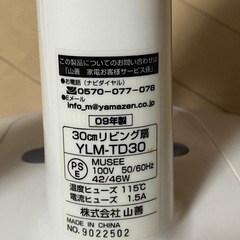 この製品についてのお問い合わせは
「山善　家電お客様サービス係」
●お電話（ナビダイヤル）
0570-077-078
●Eメール
info_m@yamazen.co.jp
09年製
30cmリビング扇
YLM-TD30
MUSEE
PSE
100V 50/60Hz
42/46W
温度ヒューズ 115℃
電流ヒューズ 1.5A
株式会社 山善
MADE IN CHINA
NO. 9022502